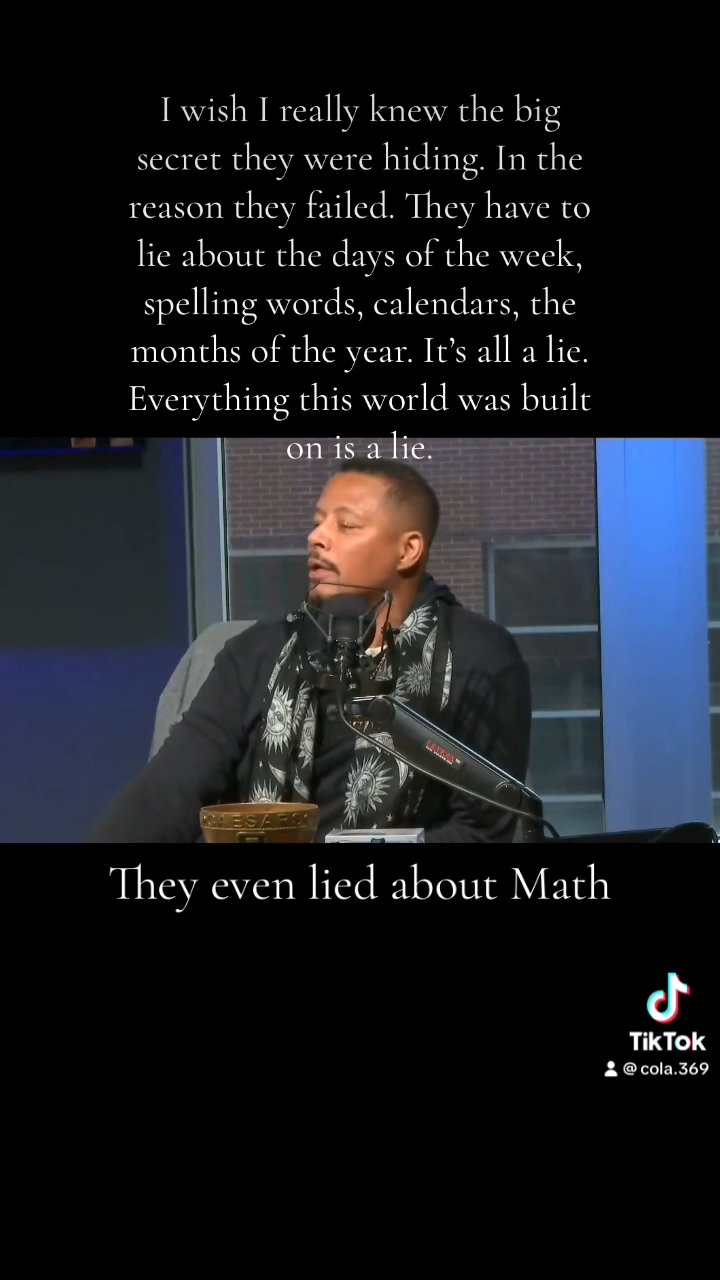 I wish I really knew the big
secret they were hiding. In the
reason they failed. They have to
lie about the days of the week,
spelling words, calendars, the
months of the year. It’s all a lie.
Everything this world was built
on is a lie.
CAESARS
They even lied about Math
TikTok
@cola.369